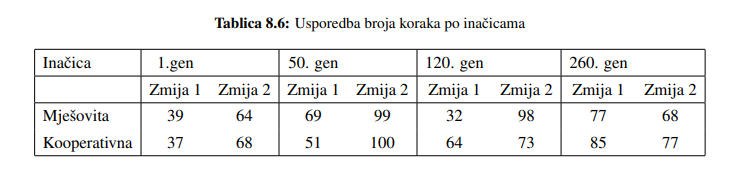 Tablica 8.6: Usporedba broja koraka po inačicama
Inačica 1.gen 50. gen 120. gen 260. gen
Zmija 1 Zmija 2 Zmija 1 Zmija 2 Zmija 1 Zmija 2 Zmija 1 Zmija 2
Mješovita 39 64 69 99 32 98 77 68
Kooperativna 37 68 51 100 64 73 85 77